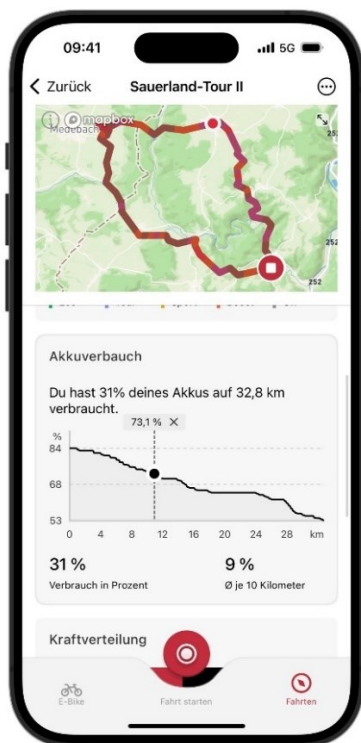 09:41
5G
Zurück
Sauerland-Tour II
mapbox
Medebach
252
252
252
Akkuverbauch
Du hast 31% deines Akkus auf 32,8 km
verbraucht.
73,1 % ×
%
84
68
53
0 4 8 12 16 20 24 28 km
31 %
9 %
Verbrauch in Prozent
Ø je 10 Kilometer
Kraftverteilung
E-Bike
Fahrt starten
Fahrten